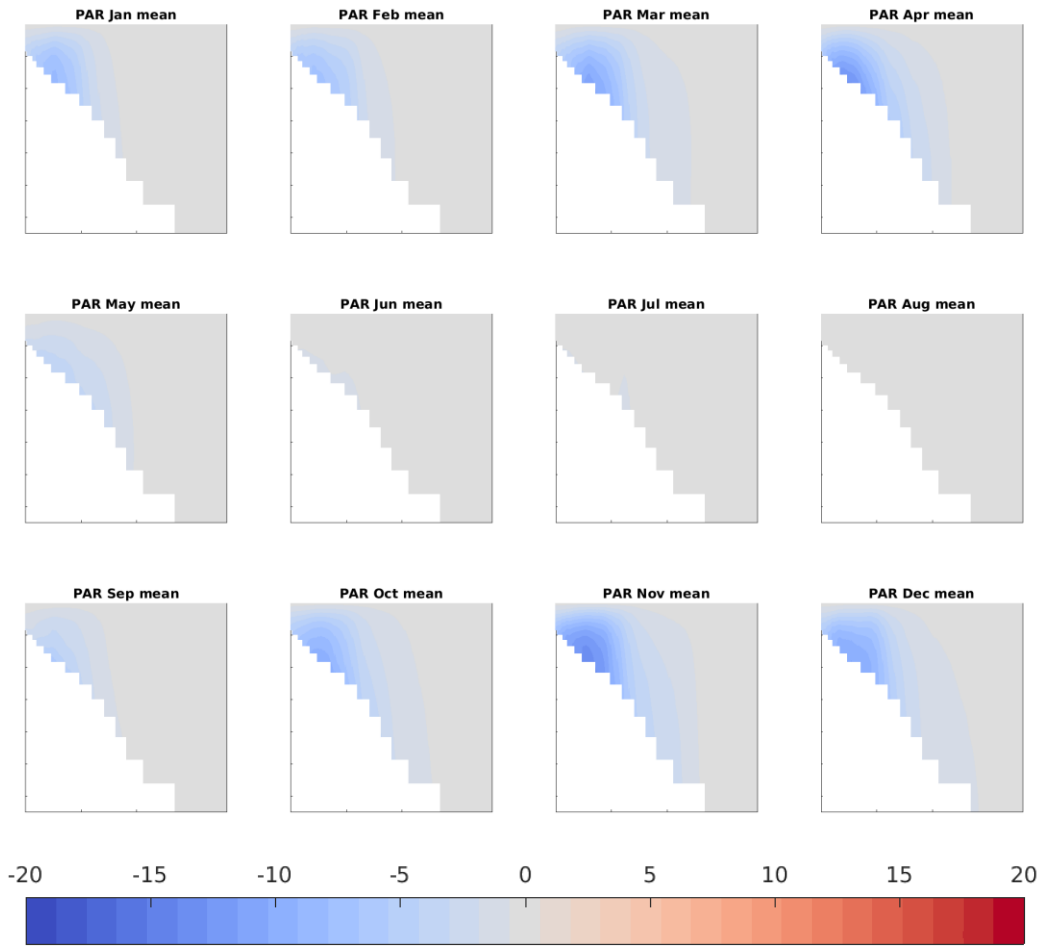 PAR Jan mean
PAR Feb mean
PAR Mar mean
PAR Apr mean
PAR May mean
PAR Jun mean
PAR Jul mean
PAR Aug mean
PAR Sep mean
PAR Oct mean
PAR Nov mean
PAR Dec mean
-20 -15 -10 -5 0 5 10 15 20